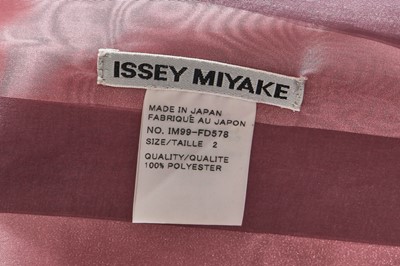 ISSEY MIYAKE
MADE IN JAPAN
FABRIQUÉ AU JAPON
NO. IM99-FD578
SIZE/TAILLE 2
QUALITY/QUALITE
100% POLYESTER